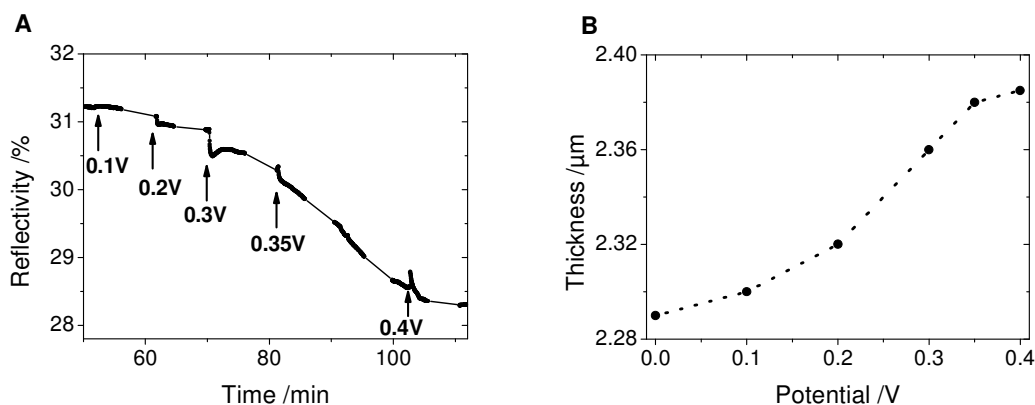 A
32
31
30
29
28
Reflectivity /%
0.1V
0.2V
0.3V
0.35V
0.4V
60
80
100
Time /min
B
2.40
2.36
2.32
2.28
Thickness /µm
0.0
0.1
0.2
0.3
0.4
Potential /V